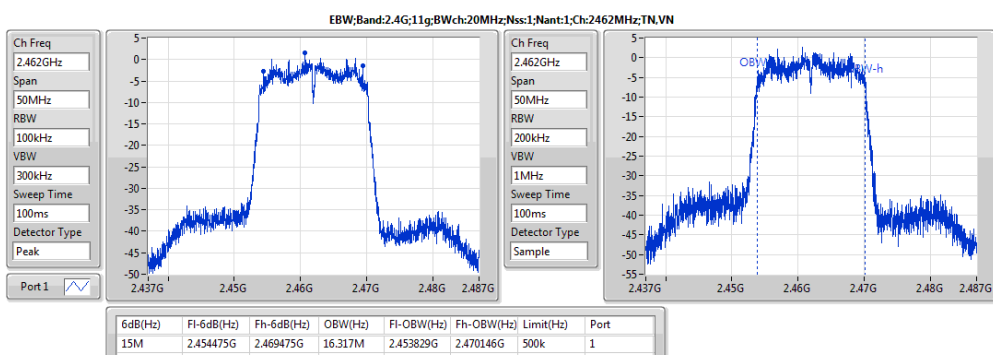 EBW;Band:2.4G;11g;BWch:20MHz;Nss:1;Nant:1;Ch:2462MHz;TN,VN
Ch Freq
2.462GHz
Span
50MHz
RBW
100kHz
VBW
300kHz
Sweep Time
100ms
Detector Type
Peak
Port 1
5
0
-5
-10
-15
-20
-25
-30
-35
-40
-45
-50
2.437G 2.45G 2.46G 2.47G 2.48G 2.487G
Ch Freq
2.462GHz
Span
50MHz
RBW
200kHz
VBW
1MHz
Sweep Time
100ms
Detector Type
Sample
5
0
-5
-10
-15
-20
-25
-30
-35
-40
-45
-50
-55
2.437G 2.45G 2.46G 2.47G 2.48G 2.487G
6dB(Hz) Fl-6dB(Hz) Fh-6dB(Hz) OBW(Hz) Fl-OBW(Hz) Fh-OBW(Hz) Limit(Hz) Port
15M 2.454475G 2.469475G 16.317M 2.453829G 2.470146G 500k 1